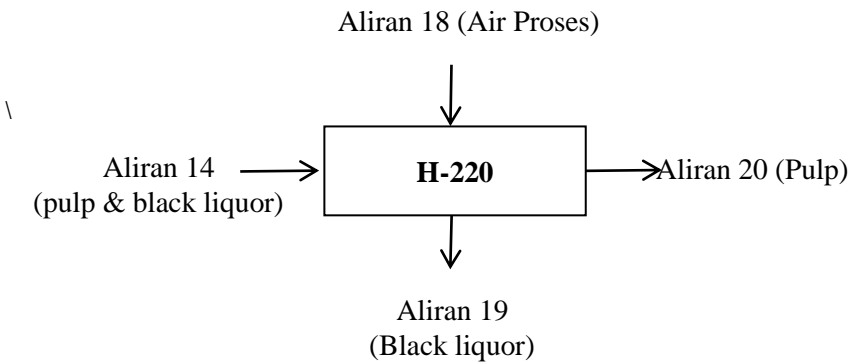 Aliran 18 (Air Proses)
\
Aliran 14
(pulp & black liquor)
H-220
Aliran 20 (Pulp)
Aliran 19
(Black liquor)